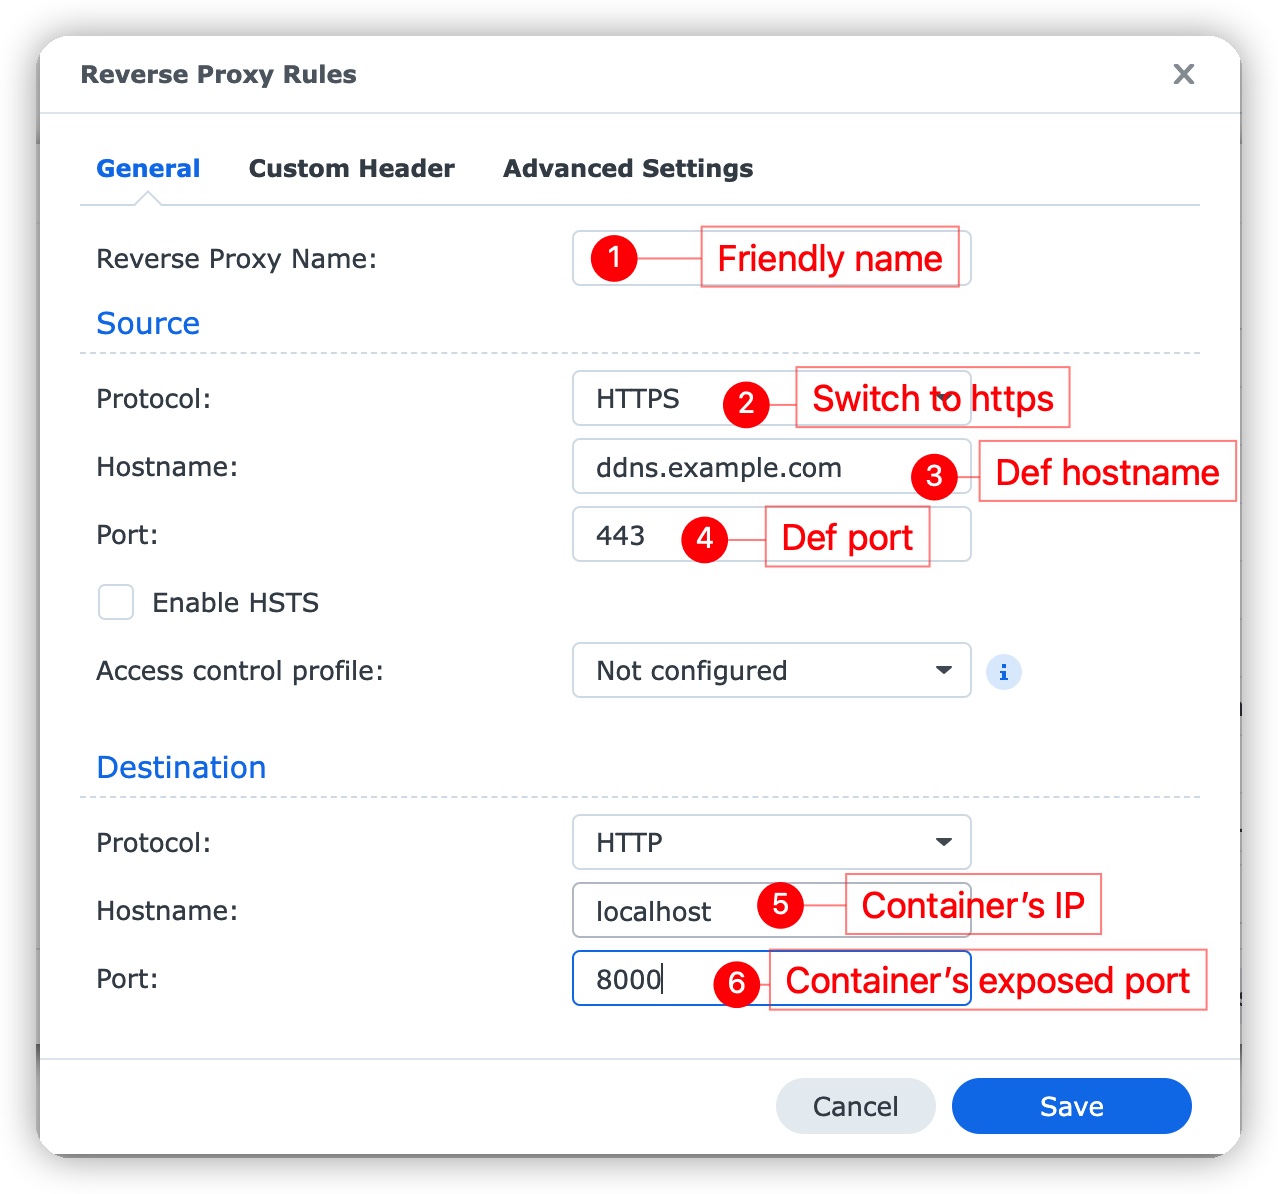 Reverse Proxy Rules
General Custom Header Advanced Settings
Reverse Proxy Name: 1 Friendly name
Source
Protocol: HTTPS 2 Switch to https
Hostname: ddns.example.com 3 Def hostname
Port: 443 4 Def port
Enable HSTS
Access control profile: Not configured i
Destination
Protocol: HTTP
Hostname: localhost 5 Container’s IP
Port: 8000 6 Container’s exposed port
Cancel Save